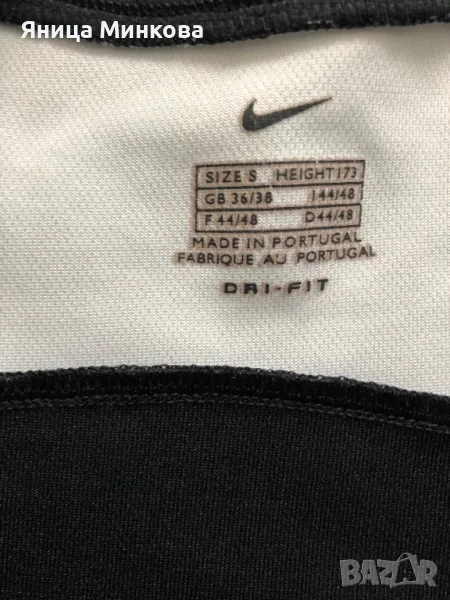 Яница Минкова
SIZE S HEIGHT 173
GB 36/38 I 44/48
F 44/48 D 44/48
MADE IN PORTUGAL
FABRIQUE AU PORTUGAL
DRI-FIT
BAZAR